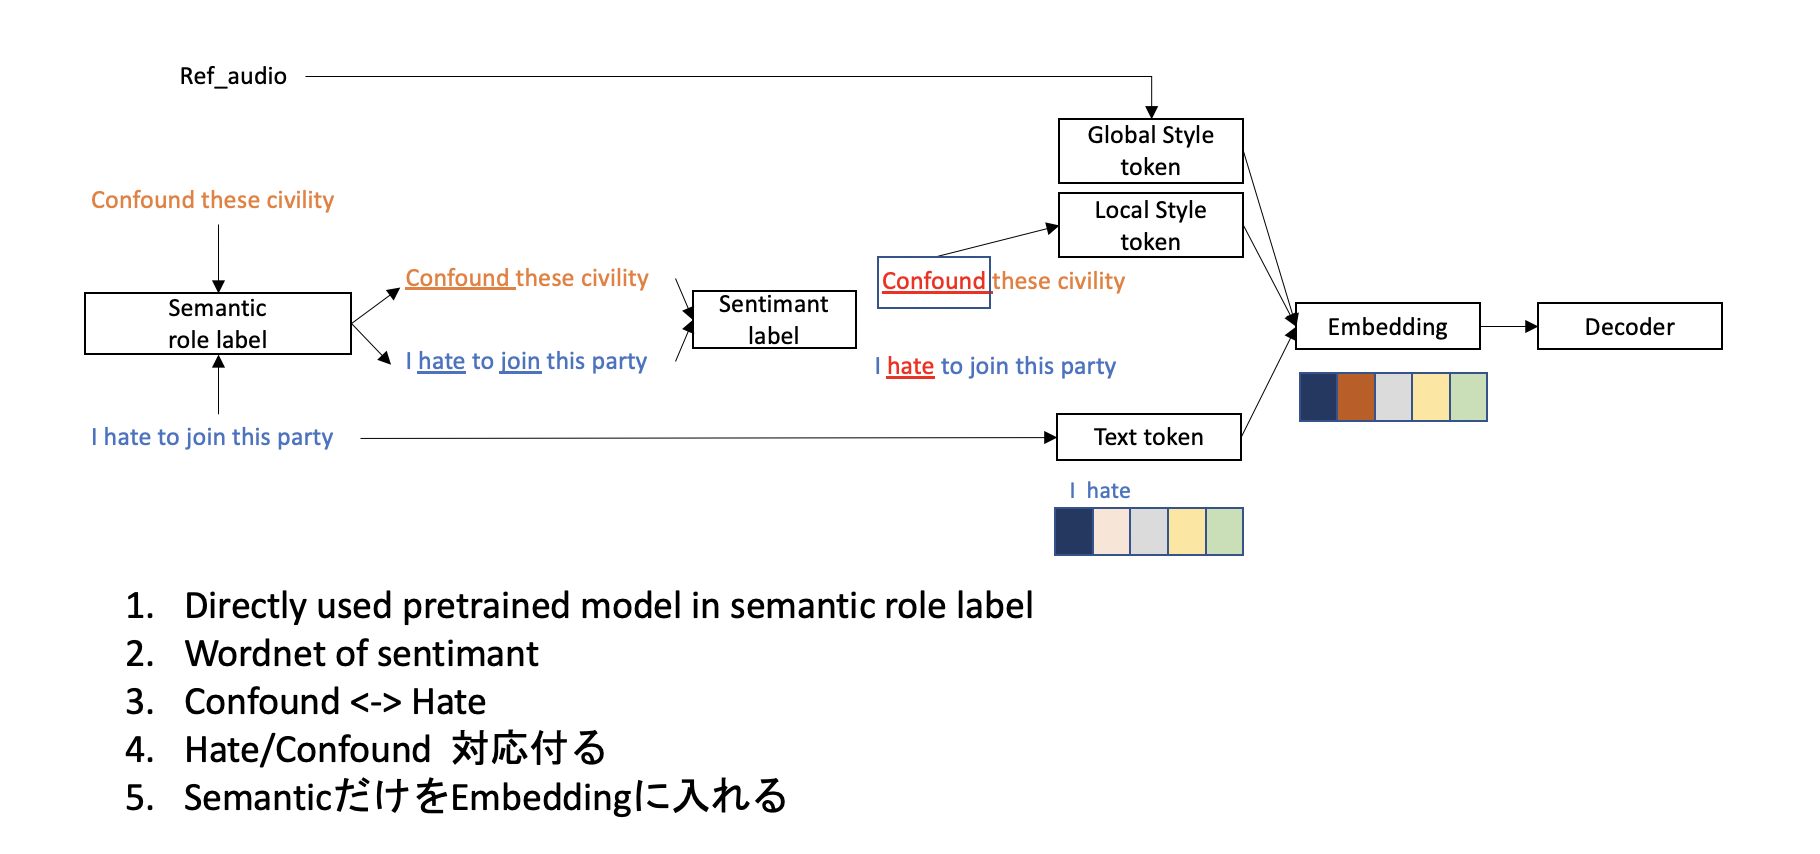 Ref_audio
Global Style
token
Confound these civility
Local Style
token
Confound these civility
Confound these civility
Semantic
role label
Sentimant
label
Embedding
Decoder
I hate to join this party
I hate to join this party
I hate to join this party
Text token
I hate
1. Directly used pretrained model in semantic role label
2. Wordnet of sentimant
3. Confound <-> Hate
4. Hate/Confound 対応付る
5. SemanticだけをEmbeddingに入れる